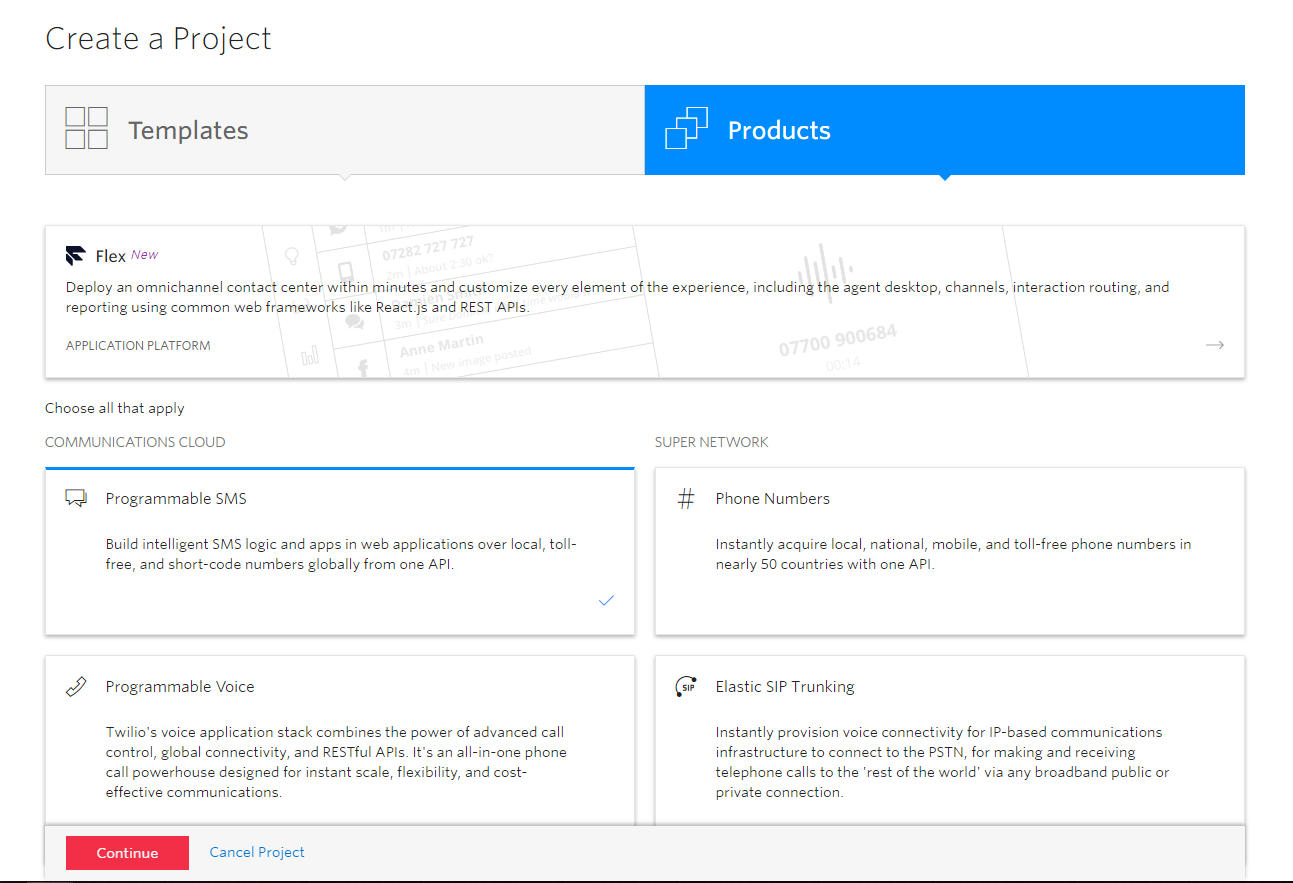 Create a Project
Templates
Products
Flex New
Deploy an omnichannel contact center within minutes and customize every element of the experience, including the agent desktop, channels, interaction routing, and
reporting using common web frameworks like React.js and REST APIs.
APPLICATION PLATFORM
07282 727 727
2m | About 2:30 ok?
Anne Martin
4m | New image posted
07700 900684
00:14
Choose all that apply
COMMUNICATIONS CLOUD
Programmable SMS
Build intelligent SMS logic and apps in web applications over local, toll-
free, and short-code numbers globally from one API.
Programmable Voice
Twilio's voice application stack combines the power of advanced call
control, global connectivity, and RESTful APIs. It's an all-in-one phone
call powerhouse designed for instant scale, flexibility, and cost-
effective communications.
SUPER NETWORK
Phone Numbers
Instantly acquire local, national, mobile, and toll-free phone numbers in
nearly 50 countries with one API.
SIP
Elastic SIP Trunking
Instantly provision voice connectivity for IP-based communications
infrastructure to connect to the PSTN, for making and receiving
telephone calls to the 'rest of the world' via any broadband public or
private connection.
Continue
Cancel Project